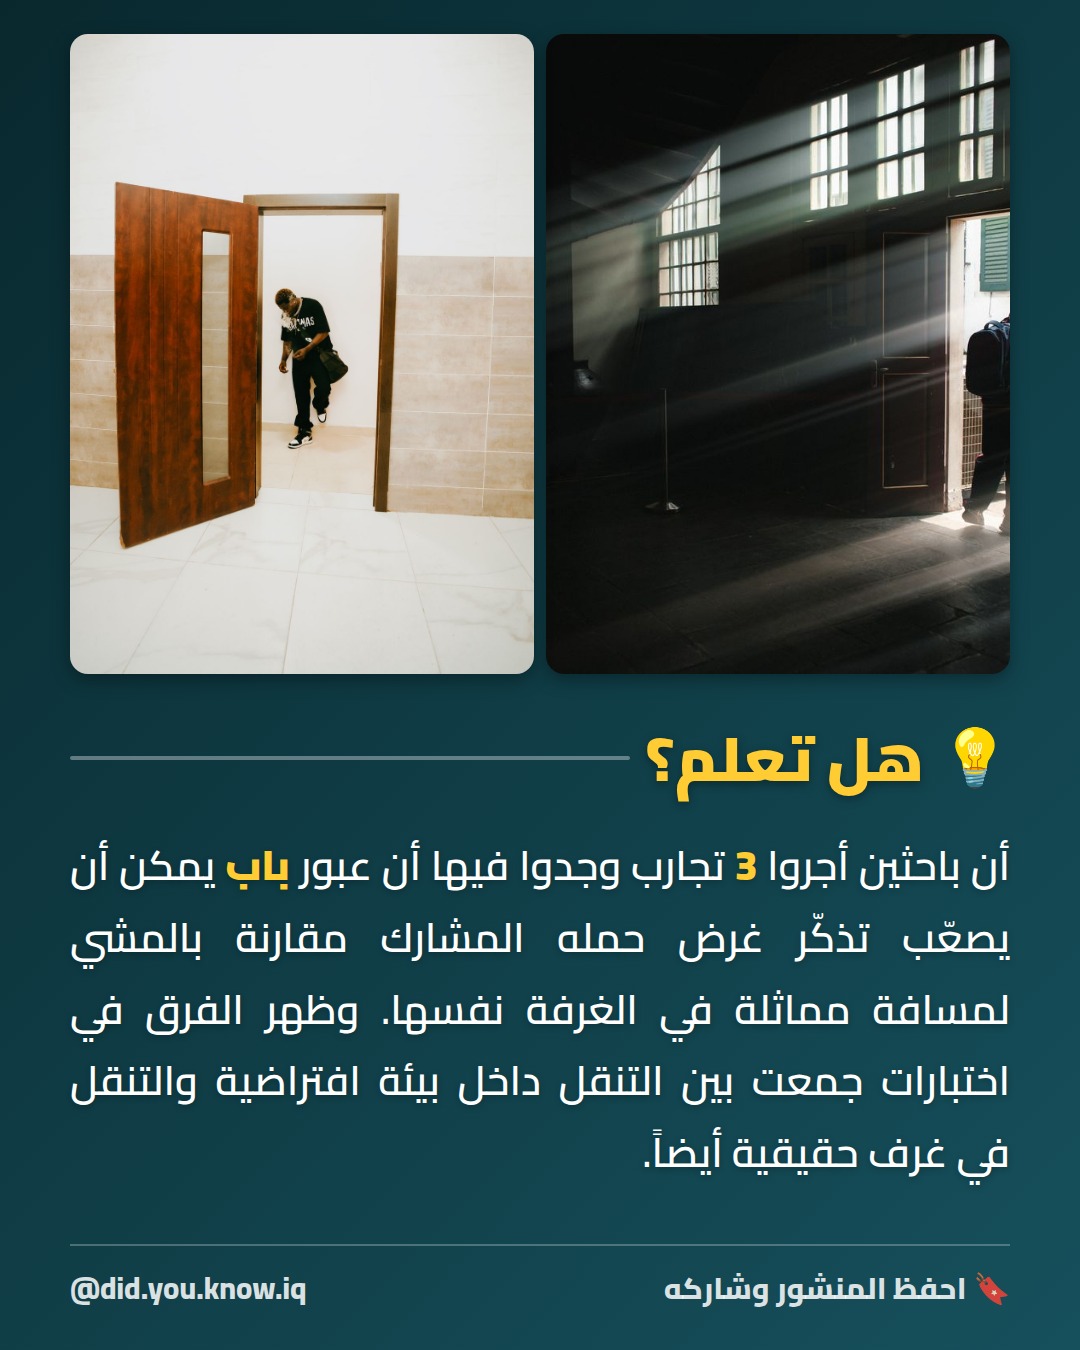 هل تعلم؟
أن باحثين أجروا 3 تجارب وجدوا فيها أن عبور باب يمكن أن
يصعّب تذكّر غرض حمله المشارك مقارنة بالمشي
لمسافة مماثلة في الغرفة نفسها. وظهر الفرق في
اختبارات جمعت بين التنقل داخل بيئة افتراضية والتنقل
في غرف حقيقية أيضاً.
احفظ المنشور وشاركه
@did.you.know.iq